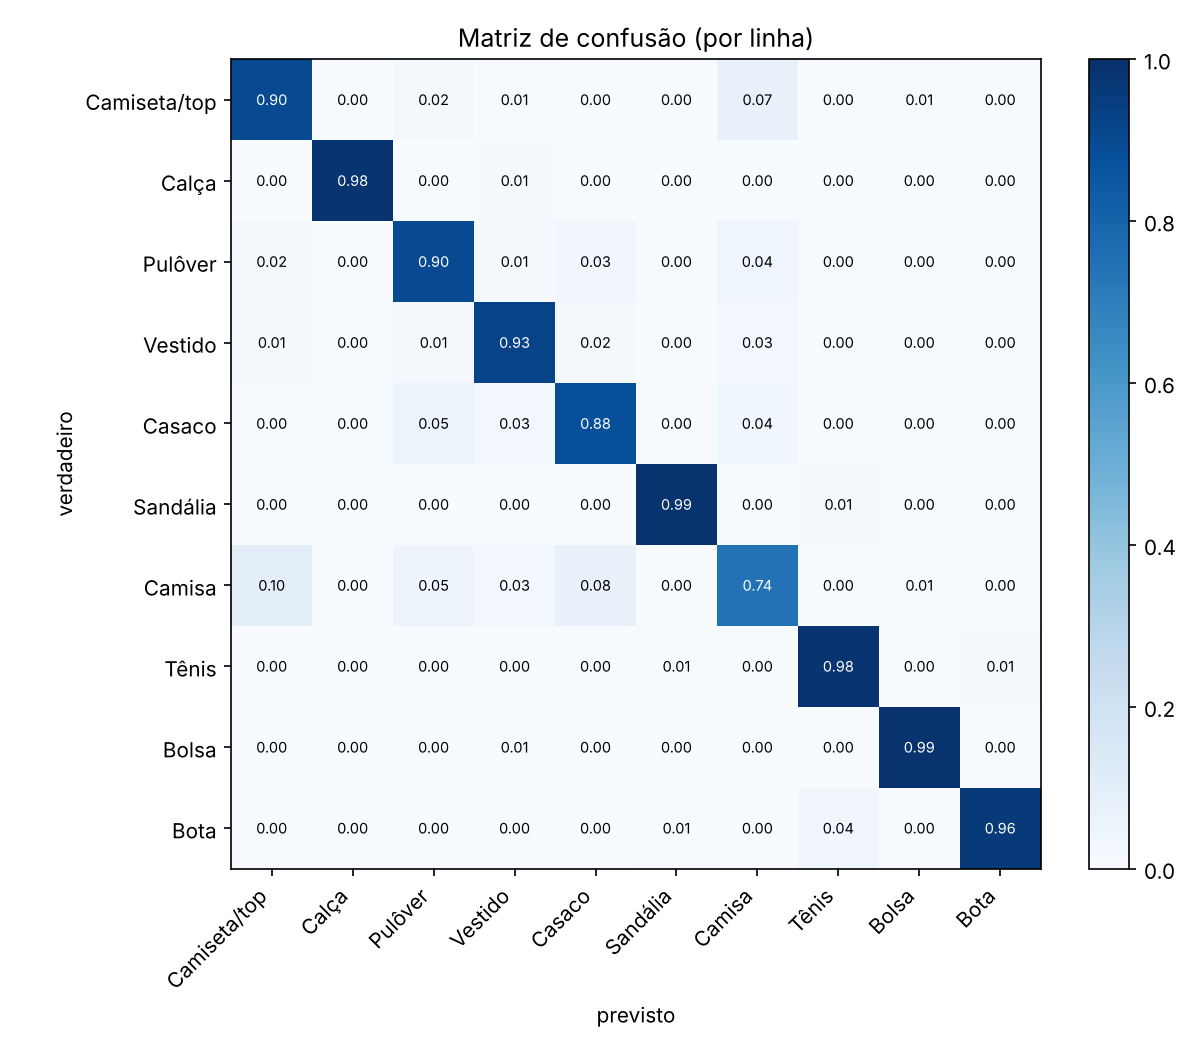 Matriz de confusão (por linha)
Camiseta/top 0.90 0.00 0.02 0.01 0.00 0.00 0.07 0.00 0.01 0.00
Calça 0.00 0.98 0.00 0.01 0.00 0.00 0.00 0.00 0.00 0.00
Pulôver 0.02 0.00 0.90 0.01 0.03 0.00 0.04 0.00 0.00 0.00
Vestido 0.01 0.00 0.01 0.93 0.02 0.00 0.03 0.00 0.00 0.00
Casaco 0.00 0.00 0.05 0.03 0.88 0.00 0.04 0.00 0.00 0.00
Sandália 0.00 0.00 0.00 0.00 0.00 0.99 0.00 0.01 0.00 0.00
Camisa 0.10 0.00 0.05 0.03 0.08 0.00 0.74 0.00 0.01 0.00
Tênis 0.00 0.00 0.00 0.00 0.00 0.01 0.00 0.98 0.00 0.01
Bolsa 0.00 0.00 0.00 0.01 0.00 0.00 0.00 0.00 0.99 0.00
Bota 0.00 0.00 0.00 0.00 0.00 0.01 0.00 0.04 0.00 0.96
verdadeiro
Camiseta/top Calça Pulôver Vestido Casaco Sandália Camisa Tênis Bolsa Bota
previsto
1.0
0.8
0.6
0.4
0.2
0.0